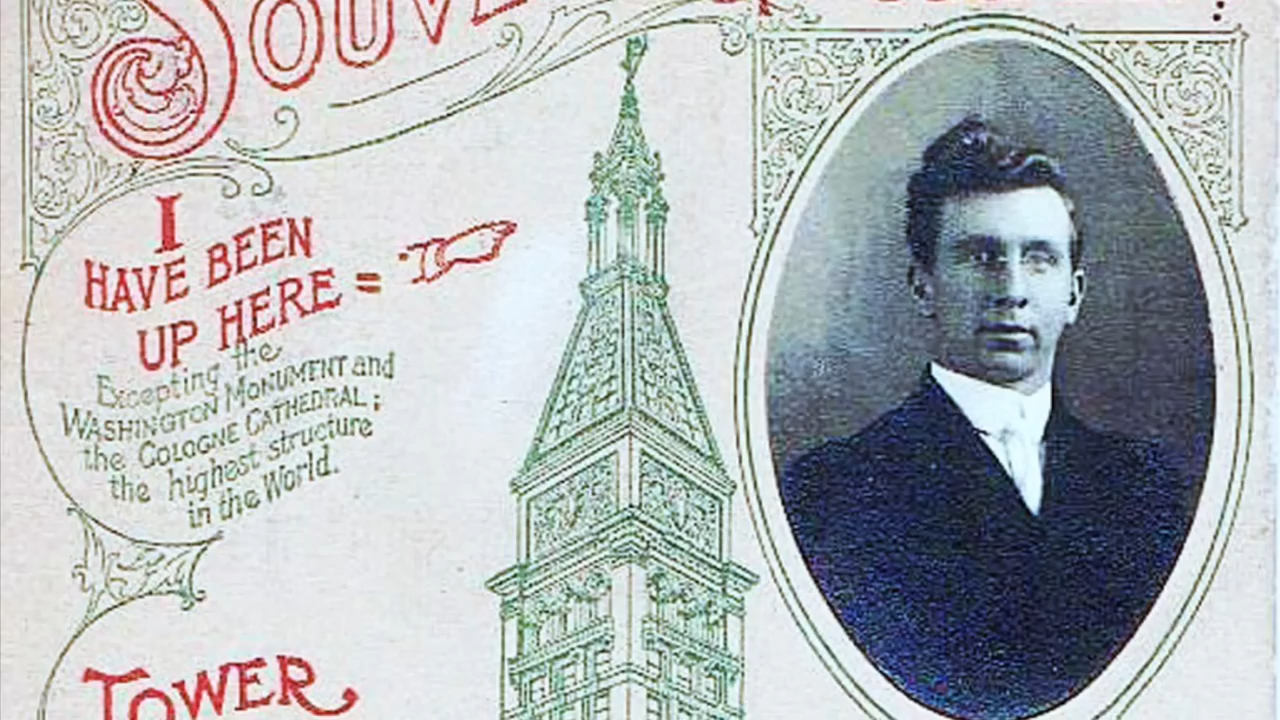 I
HAVE BEEN
UP HERE =
Excepting the
WASHINGTON MONUMENT and
the COLOGNE CATHEDRAL;
the highest structure
in the World.
TOWER